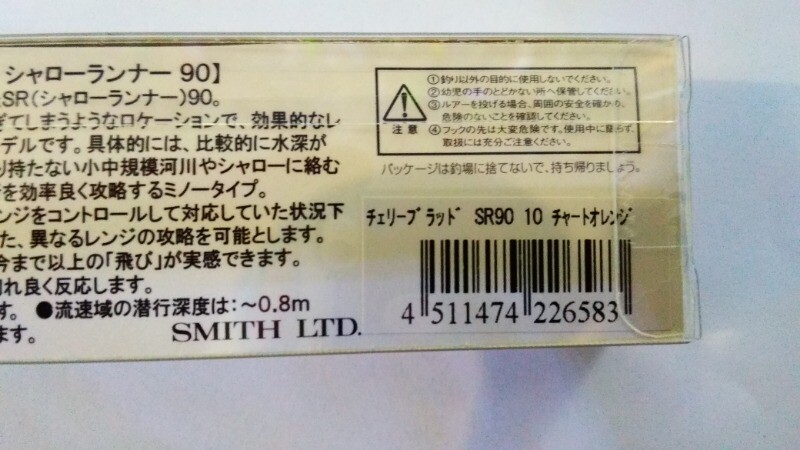 シャローランナー 90】
SR(シャローランナー)90。
ぎてしまうようなロケーションで、効果的なレ
デルです。具体的には、比較的に水深が
り持たない小中規模河川やシャローに絡む
を効率良く攻略するミノータイプ。
ンジをコントロールして対応していた状況下
た、異なるレンジの攻略を可能とします。
今まで以上の「飛び」が実感できます。
れ良く反応します。
す。 ●流速域の潜行深度は:~0.8m
ます。
SMITH LTD.
注 意
①釣り以外の目的に使用しないでください。
②幼児の手のとどかない所へ保管してください。
③ルアーを投げる場合、周囲の安全を確かめ、
危険のないことを確認してください。
④フックの先は大変危険です。使用中に限らず、
取扱には充分ご注意ください。
パッケージは釣場に捨てないで、持ち帰りましょう。
チェリーブラッド SR90 10 チャートオレンジ
4 511474 226583